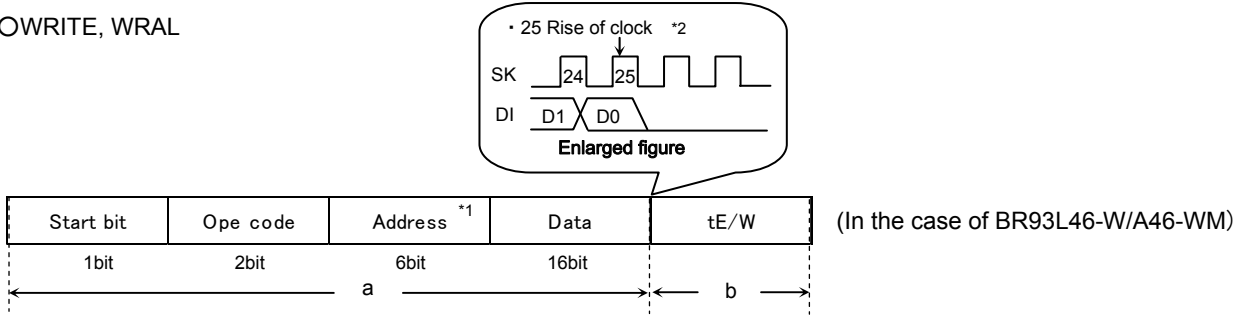 ○WRITE, WRAL
・25 Rise of clock *2
SK 24 25
DI D1 D0
Enlarged figure
Start bit Ope code Address *1 Data tE/W (In the case of BR93L46-W/A46-WM)
1bit 2bit 6bit 16bit
a b